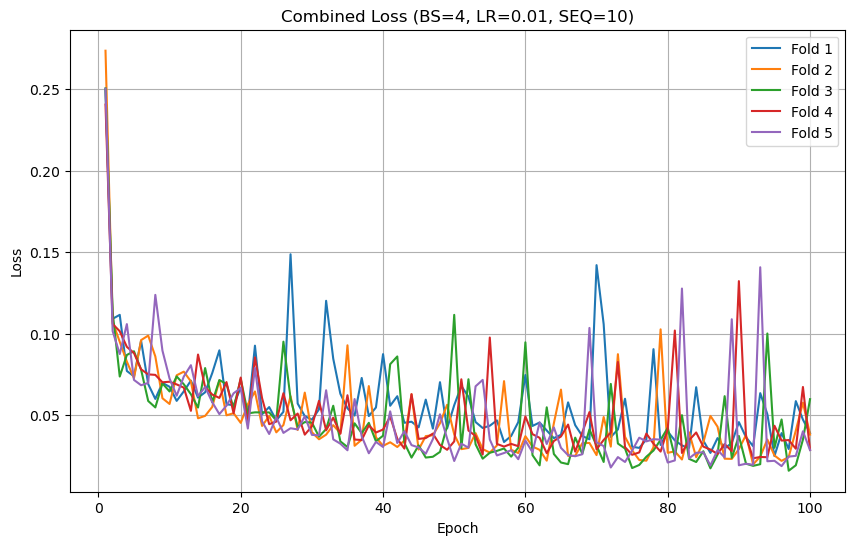 Combined Loss (BS=4, LR=0.01, SEQ=10)
Fold 1
Fold 2
Fold 3
Fold 4
Fold 5
Loss
0.25
0.20
0.15
0.10
0.05
0
20
40
60
80
100
Epoch